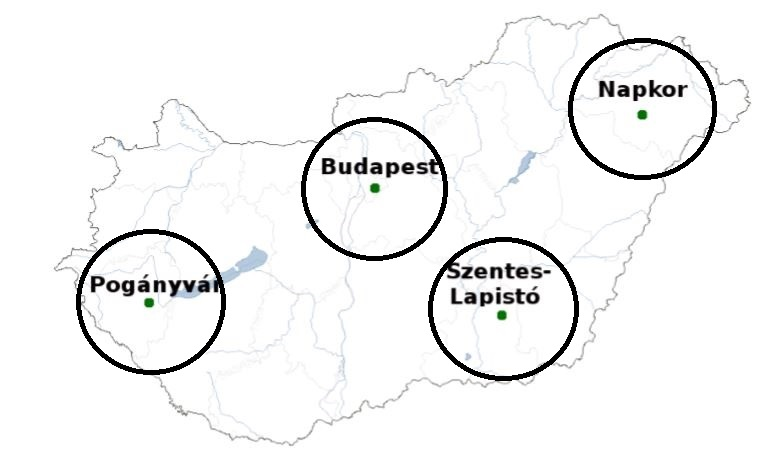 Napkor
Budapest
Pogányvár
Szentes-
Lapistó